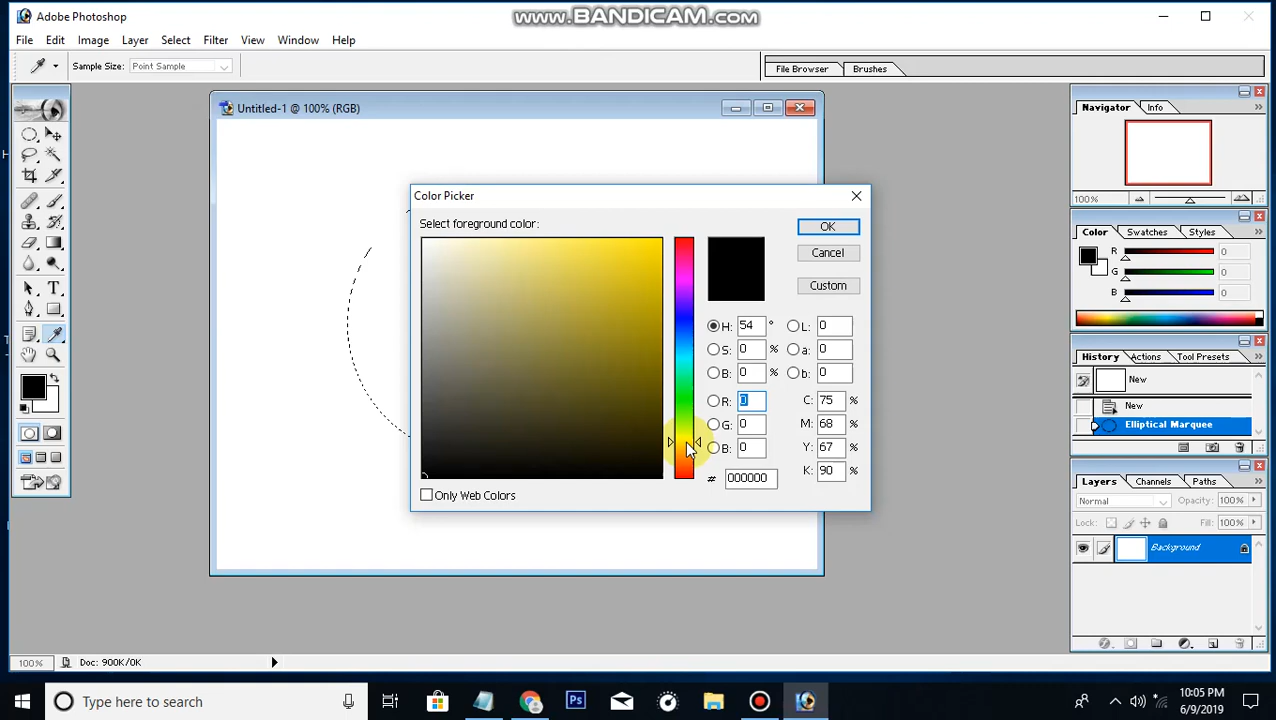 Adobe Photoshop
www.BANDICAM.com
File Edit Image Layer Select Filter View Window Help
Sample Size: Point Sample
File Browser Brushes
Untitled-1 @ 100% (RGB)
Color Picker
Select foreground color:
OK
Cancel
Custom
H: 54 ° L: 0
S: 0 % a: 0
B: 0 % b: 0
R: 0 C: 75 %
G: 0 M: 68 %
B: 0 Y: 67 %
# 000000 K: 90 %
Only Web Colors
Navigator Info
100%
Color Swatches Styles
R 0
G 0
B 0
History Actions Tool Presets
New
New
Elliptical Marquee
Layers Channels Paths
Normal Opacity: 100%
Lock: Fill: 100%
Background
100% Doc: 900K/0K
Type here to search
Ps
10:05 PM
6/9/2019